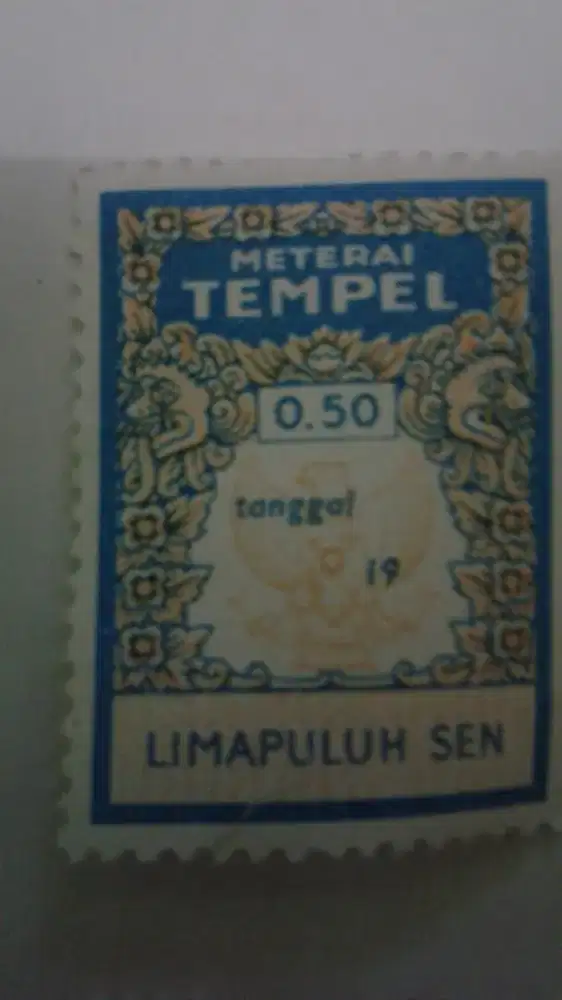 METERAI
TEMPEL
0.50
tanggal
19
LIMAPULUH SEN